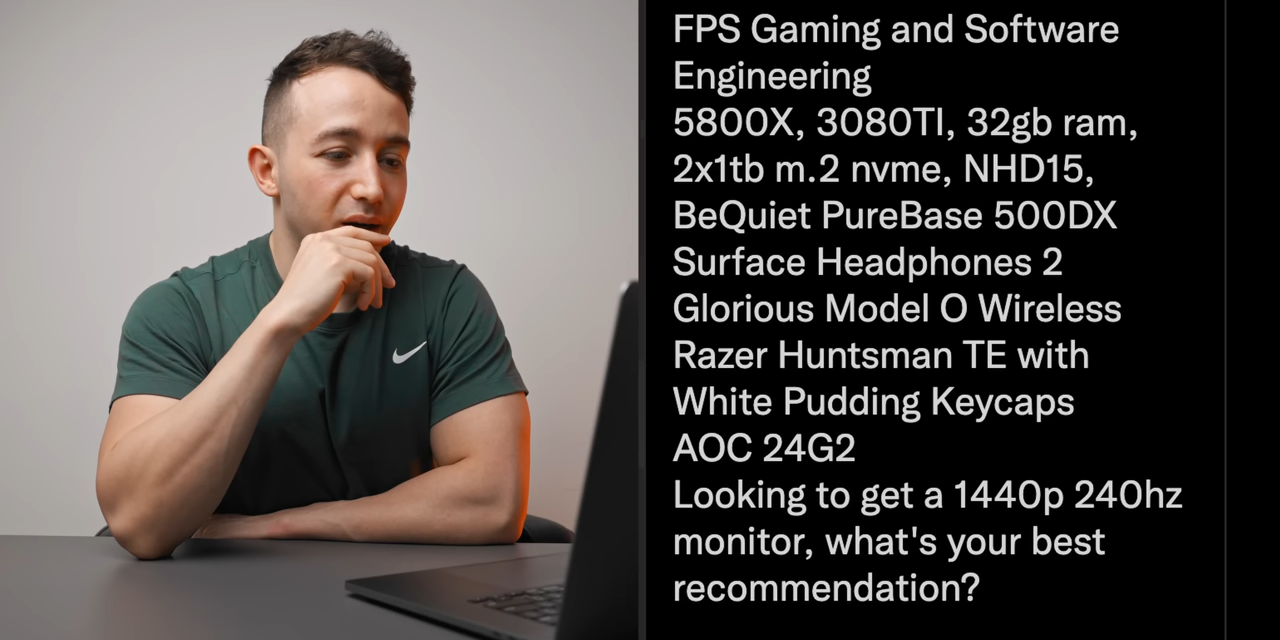 FPS Gaming and Software
Engineering
5800X, 3080TI, 32gb ram,
2x1tb m.2 nvme, NHD15,
BeQuiet PureBase 500DX
Surface Headphones 2
Glorious Model O Wireless
Razer Huntsman TE with
White Pudding Keycaps
AOC 24G2
Looking to get a 1440p 240hz
monitor, what's your best
recommendation?